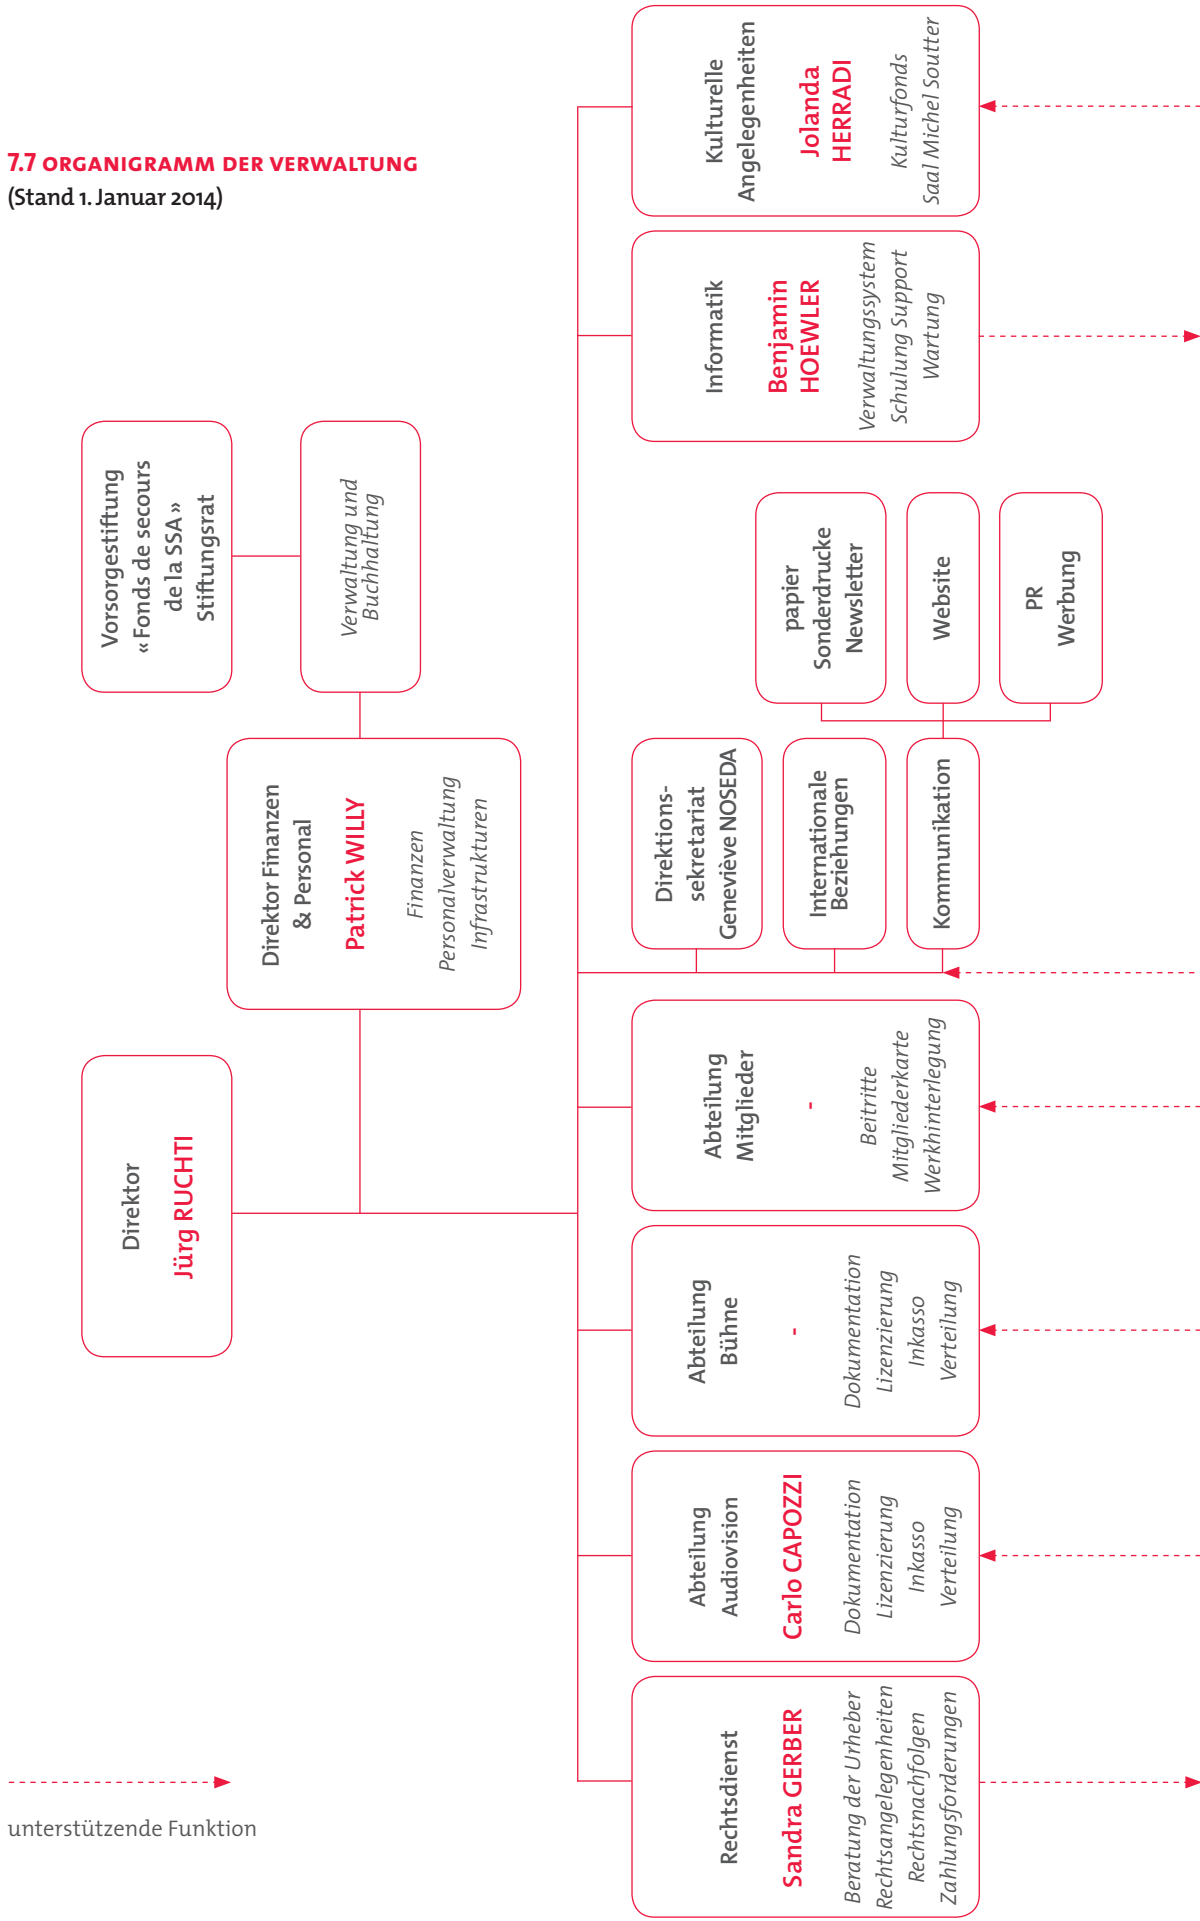 7.7 ORGANIGRAMM DER VERWALTUNG
(Stand 1. Januar 2014)
Direktor
Jürg RUCHTI
Direktor Finanzen
& Personal
Patrick WILLY
Finanzen
Personalverwaltung
Infrastrukturen
Vorsorgestiftung
« Fonds de secours
de la SSA »
Stiftungsrat
Verwaltung und
Buchhaltung
Rechtsdienst
Sandra GERBER
Beratung der Urheber
Rechtsangelegenheiten
Rechtsnachfolgen
Zahlungsforderungen
Abteilung
Audiovision
Carlo CAPOZZI
Dokumentation
Lizenzierung
Inkasso
Verteilung
Abteilung
Bühne
-
Dokumentation
Lizenzierung
Inkasso
Verteilung
Abteilung
Mitglieder
-
Beitritte
Mitgliederkarte
Werkhinterlegung
Direktions-
sekretariat
Geneviève NOSEDA
Internationale
Beziehungen
Kommunikation
papier
Sonderdrucke
Newsletter
Website
PR
Werbung
Informatik
Benjamin
HOEWLER
Verwaltungssystem
Schulung Support
Wartung
Kulturelle
Angelegenheiten
Jolanda
HERRADI
Kulturfonds
Saal Michel Soutter
unterstützende Funktion